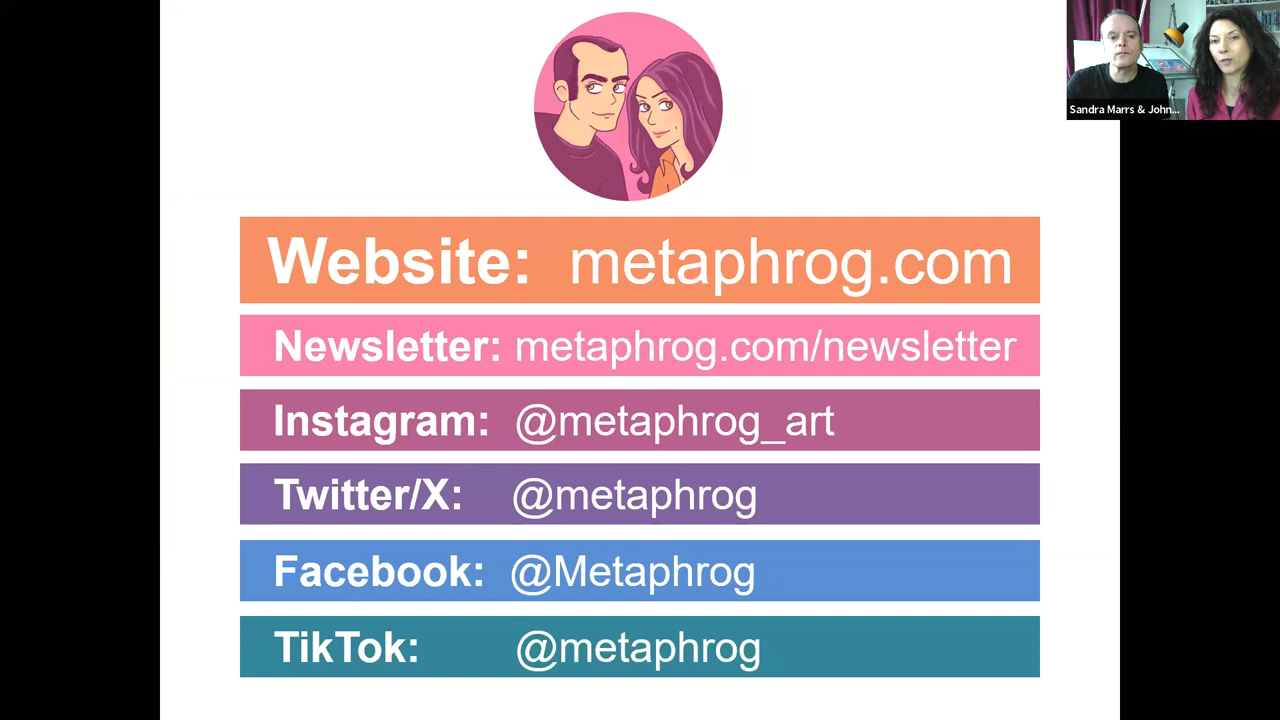 Sandra Marrs & John...
Website: metaphrog.com
Newsletter: metaphrog.com/newsletter
Instagram: @metaphrog_art
Twitter/X: @metaphrog
Facebook: @Metaphrog
TikTok: @metaphrog